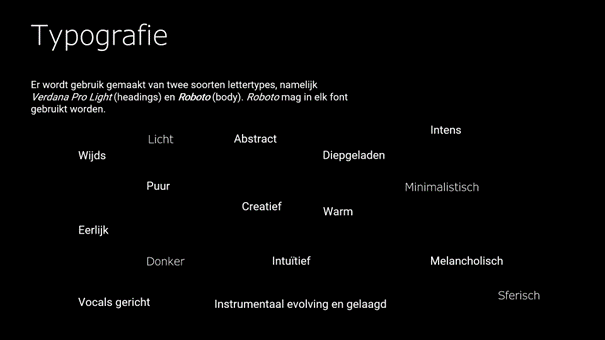 Typografie
Er wordt gebruik gemaakt van twee soorten lettertypes, namelijk
Verdana Pro Light (headings) en Roboto (body). Roboto mag in elk font
gebruikt worden.
Intens
Licht
Abstract
Wijds
Diepgeladen
Puur
Minimalistisch
Creatief
Warm
Eerlijk
Donker
Intuïtief
Melancholisch
Sferisch
Vocals gericht
Instrumentaal evolving en gelaagd